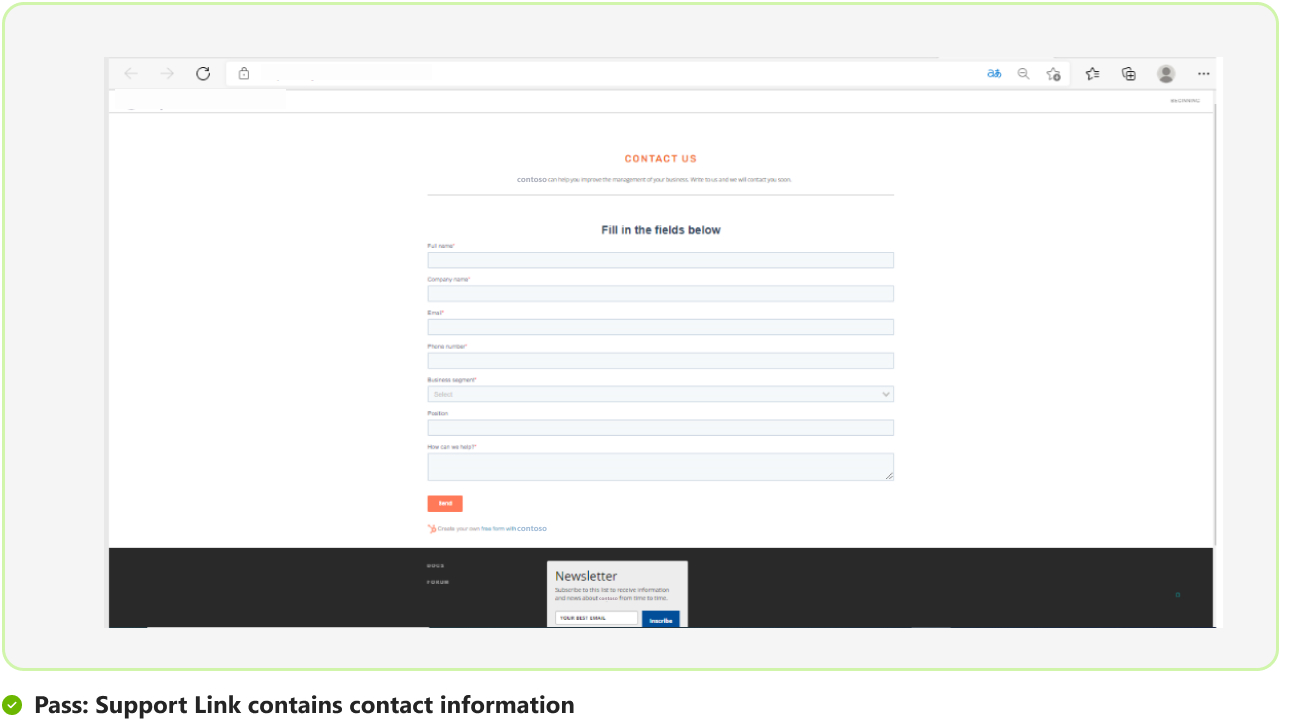 CONTACT US
contoso can help you improve the management of your business. Write to us and we will contact you soon.
Fill in the fields below
Full name*
Company name*
Email*
Phone number*
Business segment*
Select
Position
How can we help?*
Send
Create your own free form with contoso
DOCS
FORUM
Newsletter
Subscribe to this list to receive information
and news about contoso from time to time.
YOUR BEST EMAIL
Inscribe
Pass: Support Link contains contact information